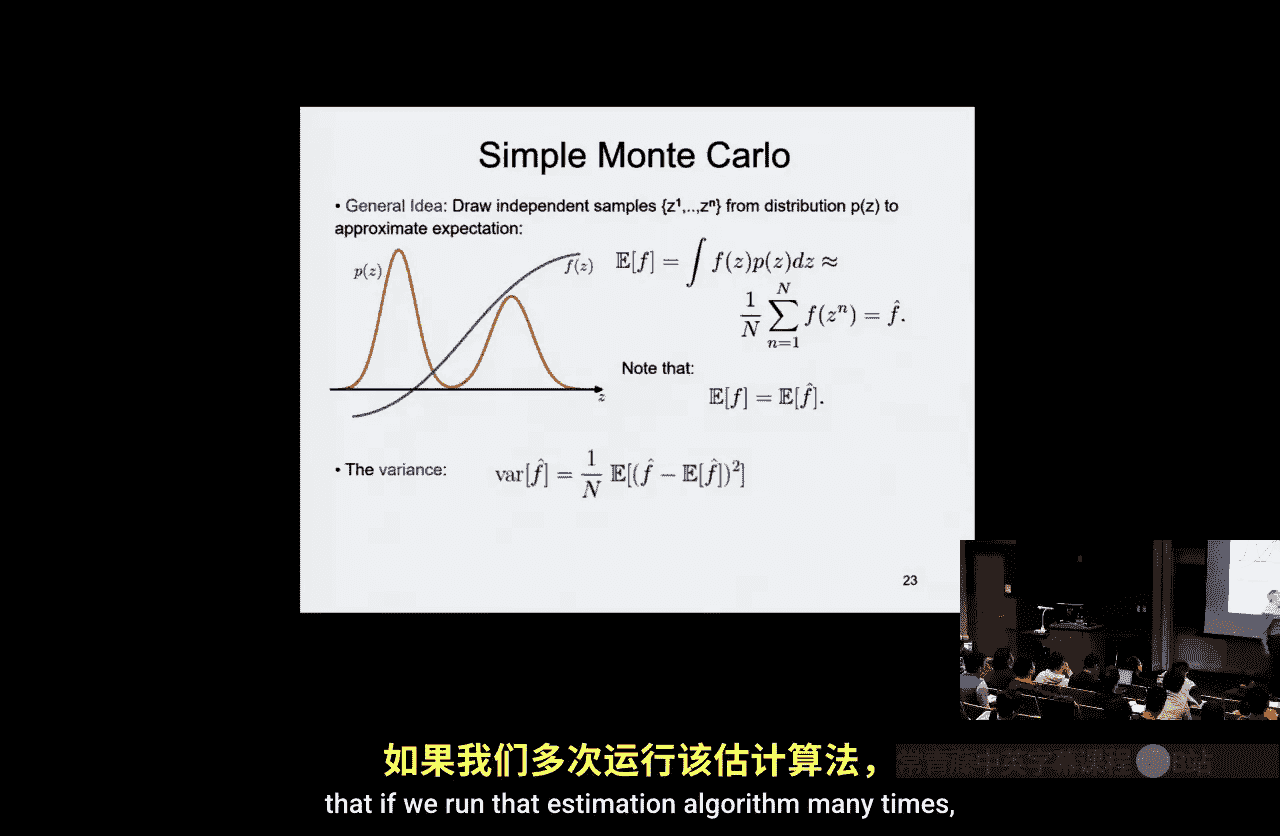 Simple Monte Carlo
• General Idea: Draw independent samples {z¹,..,zⁿ} from distribution p(z) to
approximate expectation:
p(z)
f(z)
z
𝔼[f] = ∫ f(z)p(z)dz ≈
1/N ∑_{n=1}^{N} f(zⁿ) = f̂.
Note that:
𝔼[f] = 𝔼[f̂].
• The variance: var[f̂] = 1/N 𝔼[(f̂ − 𝔼[f̂])²]
23
如果我们多次运行该估计算法，
that if we run that estimation algorithm many times,